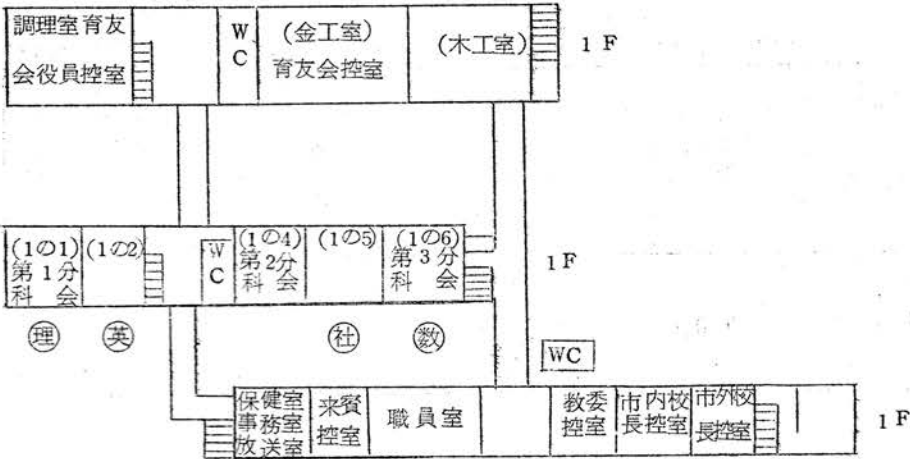 調理室育友
会役員控室
WC
(金工室)
育友会控室
(木工室)
1F
(1の1)
第1分
科会
(1の2)
WC
(1の4)
第2分
科会
(1の5)
(1の6)
第3分
科会
1F
理
英
社
数
WC
保健室
事務室
放送室
来賓
控室
職員室
教委
控室
市内校
長控室
市外校
長控室
1F